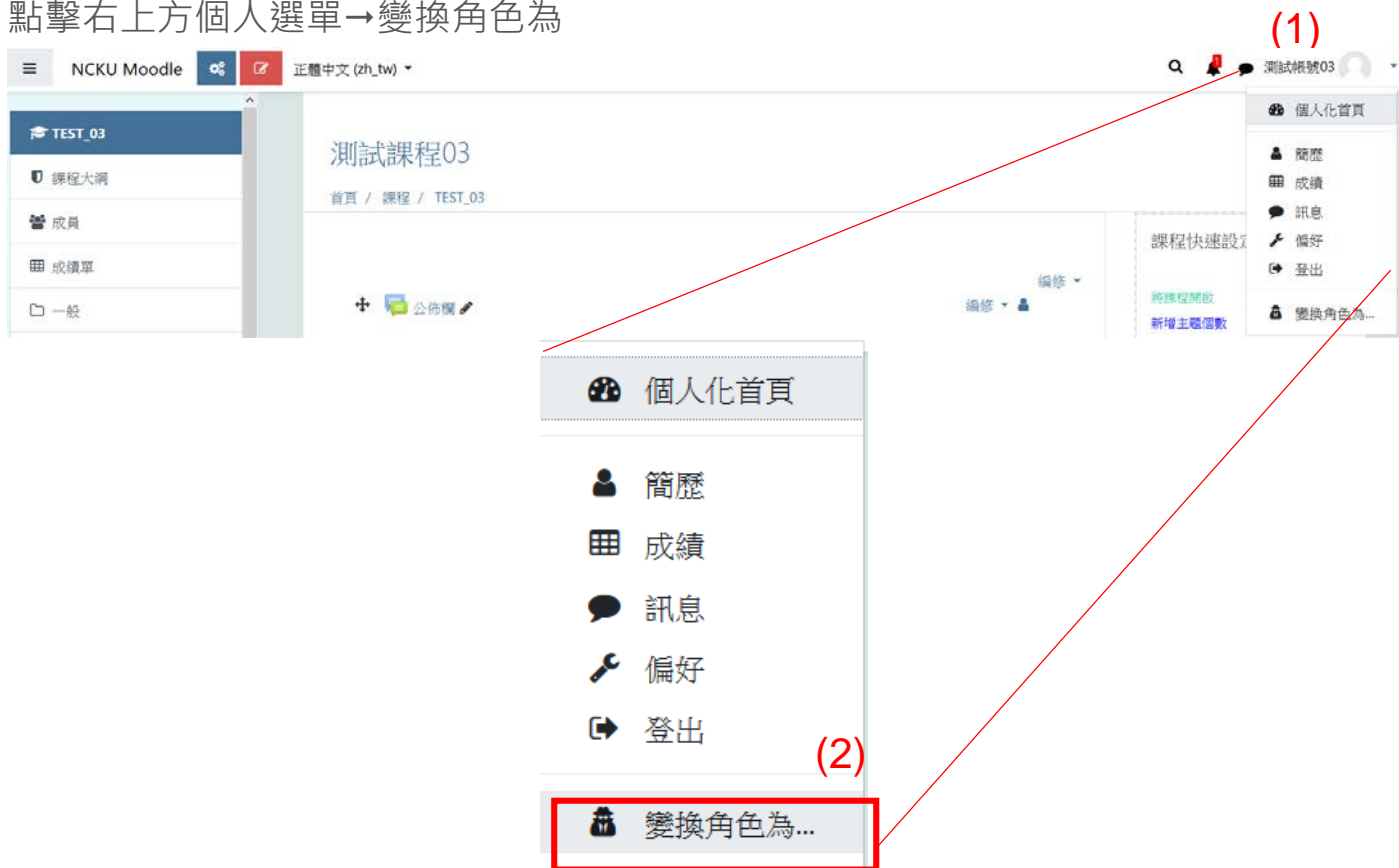 點擊右上方個人選單→變換角色為
(1)
NCKU Moodle 正體中文 (zh_tw) 測試帳號03
TEST_03
課程大綱
成員
成績單
一般
測試課程03
首頁 / 課程 / TEST_03
編修
公佈欄 編修
課程快速設定
將課程開啟
新增主題個數
個人化首頁
簡歷
成績
訊息
偏好
登出
變換角色為...
個人化首頁
簡歷
成績
訊息
偏好
登出
(2)
變換角色為...